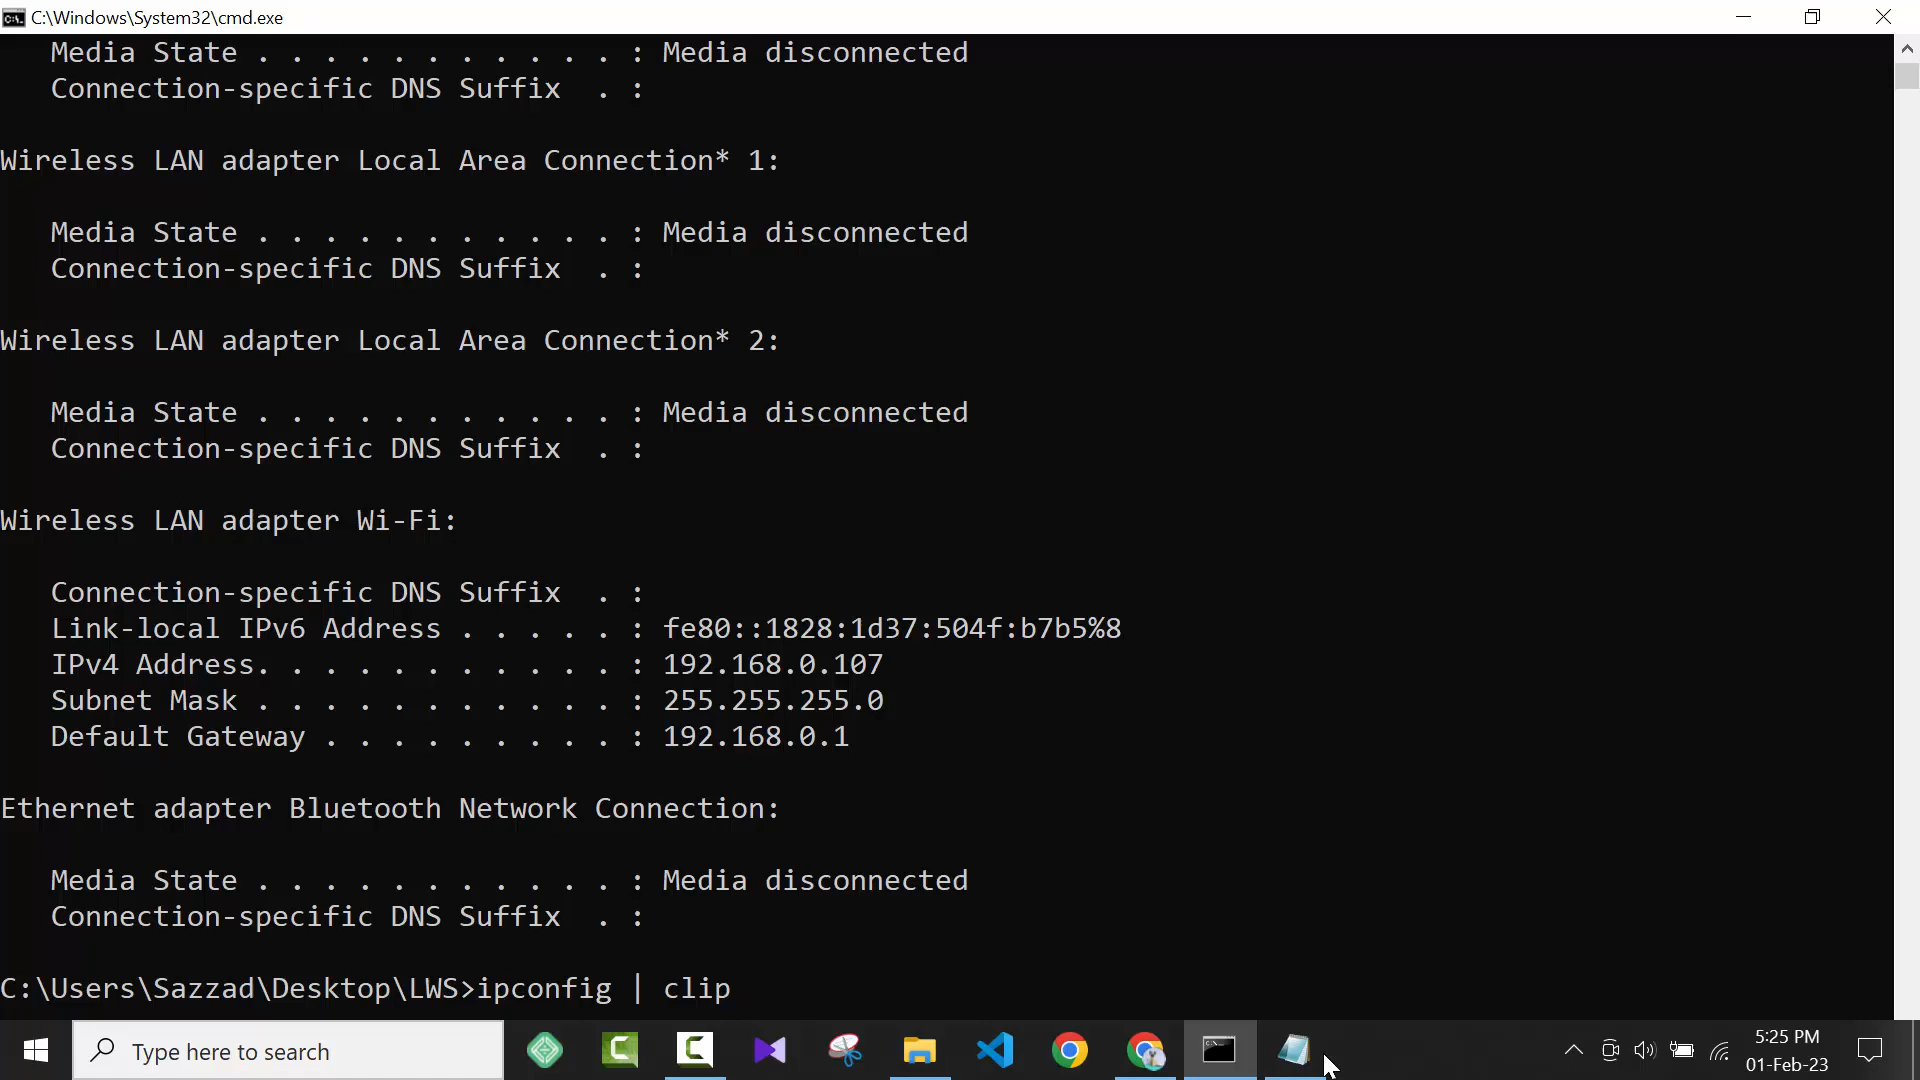 C:\Windows\System32\cmd.exe
Media State . . . . . . . . . . . : Media disconnected
Connection-specific DNS Suffix  . :
Wireless LAN adapter Local Area Connection* 1:
Media State . . . . . . . . . . . : Media disconnected
Connection-specific DNS Suffix  . :
Wireless LAN adapter Local Area Connection* 2:
Media State . . . . . . . . . . . : Media disconnected
Connection-specific DNS Suffix  . :
Wireless LAN adapter Wi-Fi:
Connection-specific DNS Suffix  . :
Link-local IPv6 Address . . . . . : fe80::1828:1d37:504f:b7b5%8
IPv4 Address. . . . . . . . . . . : 192.168.0.107
Subnet Mask . . . . . . . . . . . : 255.255.255.0
Default Gateway . . . . . . . . . : 192.168.0.1
Ethernet adapter Bluetooth Network Connection:
Media State . . . . . . . . . . . : Media disconnected
Connection-specific DNS Suffix  . :
C:\Users\Sazzad\Desktop\LWS>ipconfig | clip
Type here to search
5:25 PM
01-Feb-23